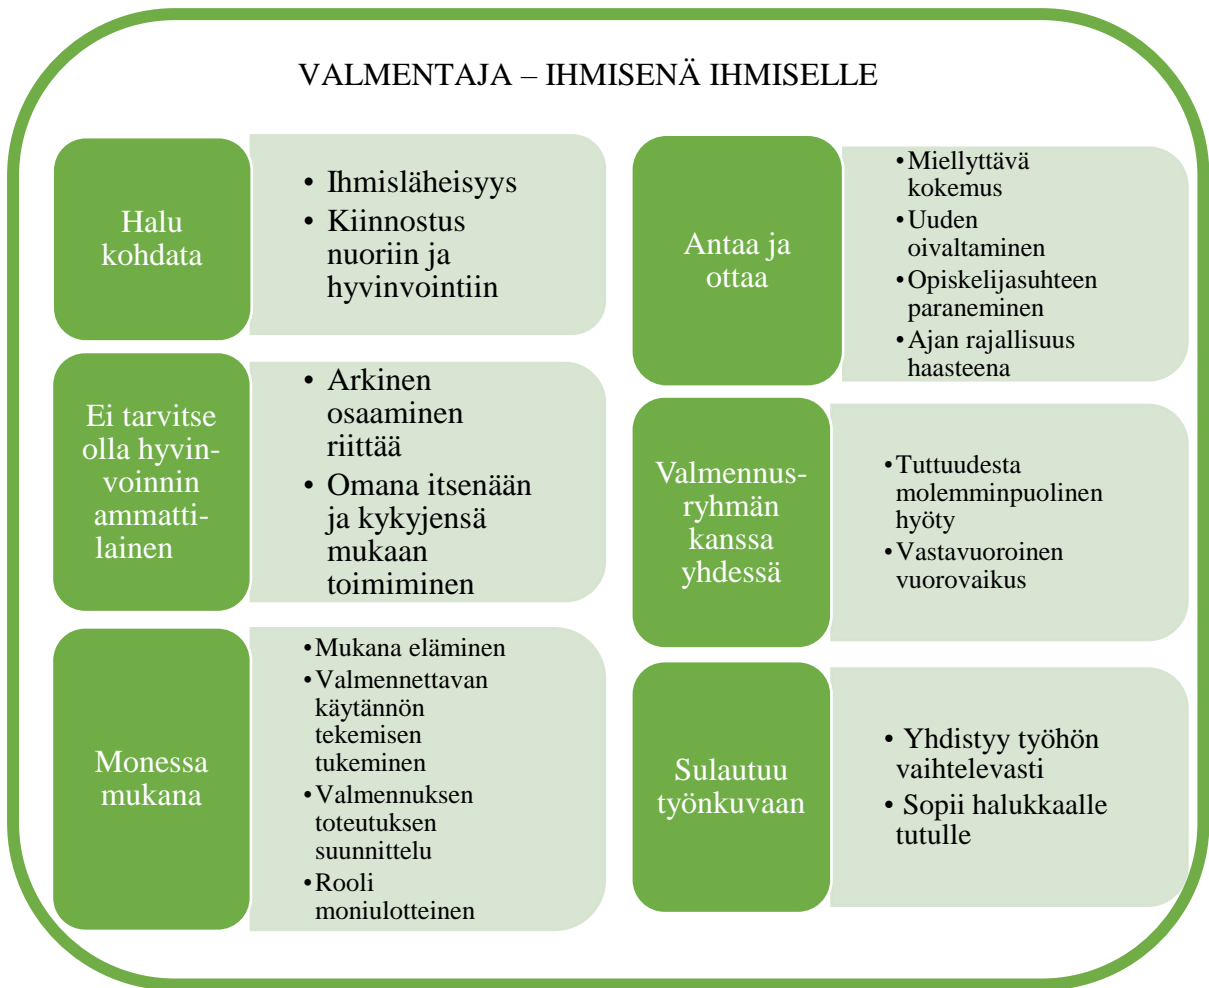 VALMENTAJA – IHMISENÄ IHMISELLE
Halu
kohdata
• Ihmisläheisyys
• Kiinnostus
nuoriin ja
hyvinvointiin
Ei tarvitse
olla hyvin-
voinnin
ammatti-
lainen
• Arkinen
osaaminen
riittää
• Omana itsenään
ja kykyjensä
mukaan
toimiminen
Monessa
mukana
•Mukana eläminen
•Valmennettavan
käytännön
tekemisen
tukeminen
•Valmennuksen
toteutuksen
suunnittelu
•Rooli
moniulotteinen
Antaa ja
ottaa
•Miellyttävä
kokemus
•Uuden
oivaltaminen
•Opiskelijasuhteen
paraneminen
•Ajan rajallisuus
haasteena
Valmennus-
ryhmän
kanssa
yhdessä
•Tuttuudesta
molemminpuolinen
hyöty
•Vastavuoroinen
vuorovaikus
Sulautuu
työnkuvaan
• Yhdistyy työhön
vaihtelevasti
• Sopii halukkaalle
tutulle